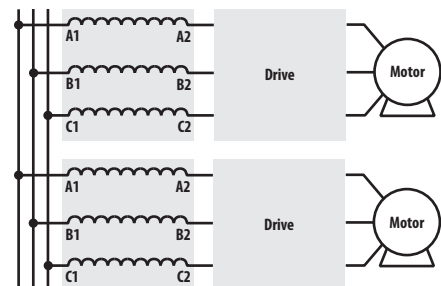 A1 A2
B1 B2
C1 C2
Drive
Motor
A1 A2
B1 B2
C1 C2
Drive
Motor